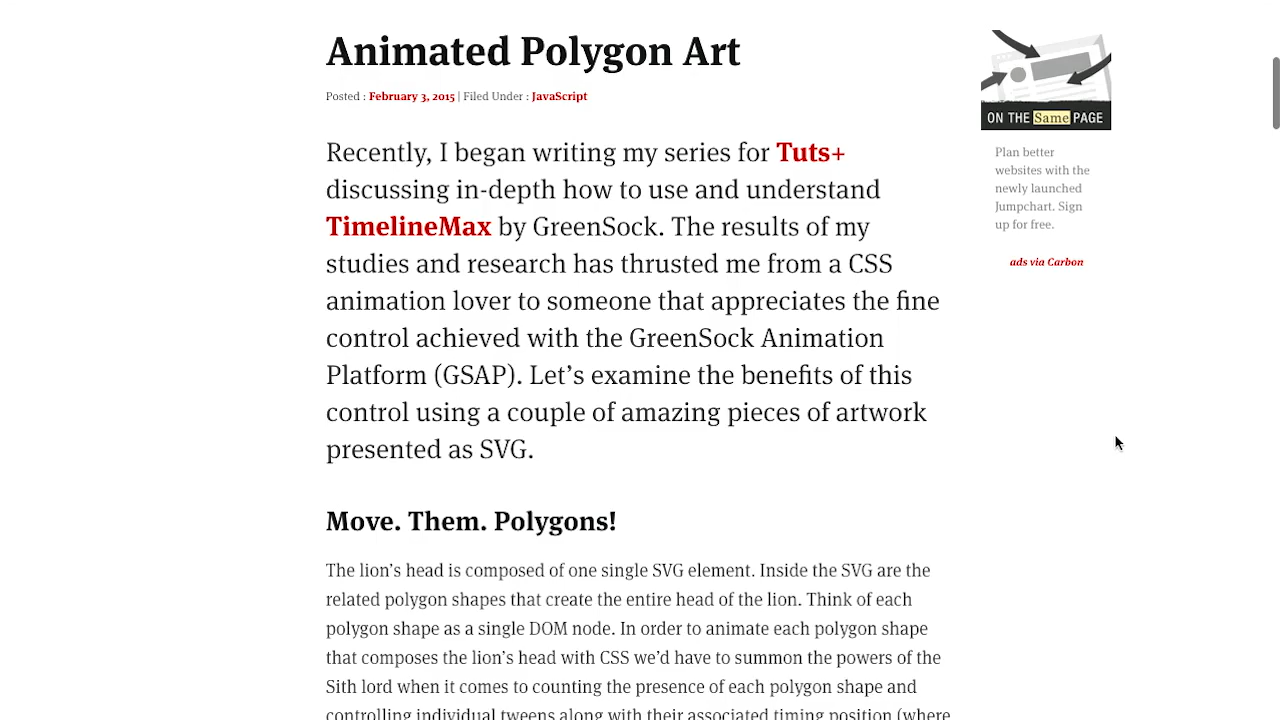 Animated Polygon Art
Posted : February 3, 2015 | Filed Under : JavaScript
Recently, I began writing my series for Tuts+
discussing in-depth how to use and understand
TimelineMax by GreenSock. The results of my
studies and research has thrusted me from a CSS
animation lover to someone that appreciates the fine
control achieved with the GreenSock Animation
Platform (GSAP). Let’s examine the benefits of this
control using a couple of amazing pieces of artwork
presented as SVG.
Move. Them. Polygons!
The lion’s head is composed of one single SVG element. Inside the SVG are the
related polygon shapes that create the entire head of the lion. Think of each
polygon shape as a single DOM node. In order to animate each polygon shape
that composes the lion’s head with CSS we’d have to summon the powers of the
Sith lord when it comes to counting the presence of each polygon shape and
controlling individual tweens along with their associated timing position (where
ON THE Same PAGE
Plan better
websites with the
newly launched
Jumpchart. Sign
up for free.
ads via Carbon